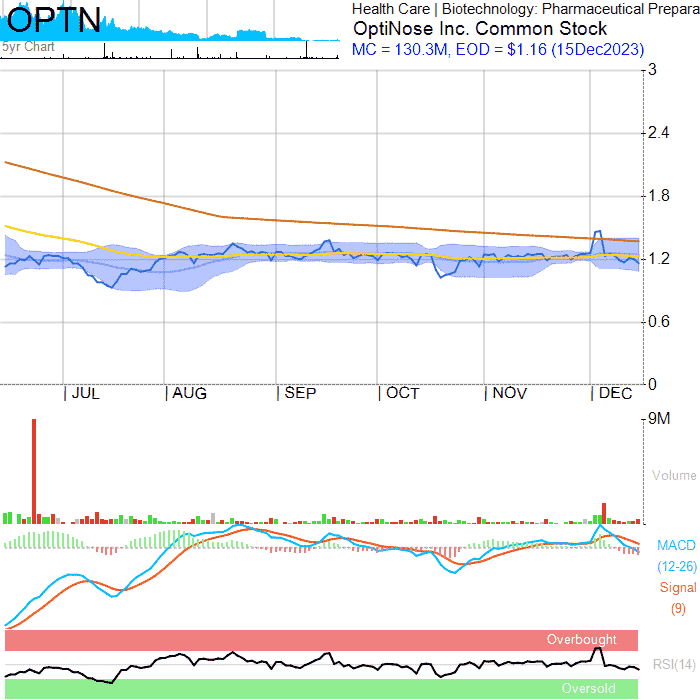 OPTN
5yr Chart
Health Care | Biotechnology: Pharmaceutical Prepara
OptiNose Inc. Common Stock
MC = 130.3M, EOD = $1.16 (15Dec2023)
3
2.4
1.8
1.2
0.6
0
JUL AUG SEP OCT NOV DEC
9M
Volume
MACD
(12-26)
Signal
(9)
Overbought
RSI(14)
Oversold